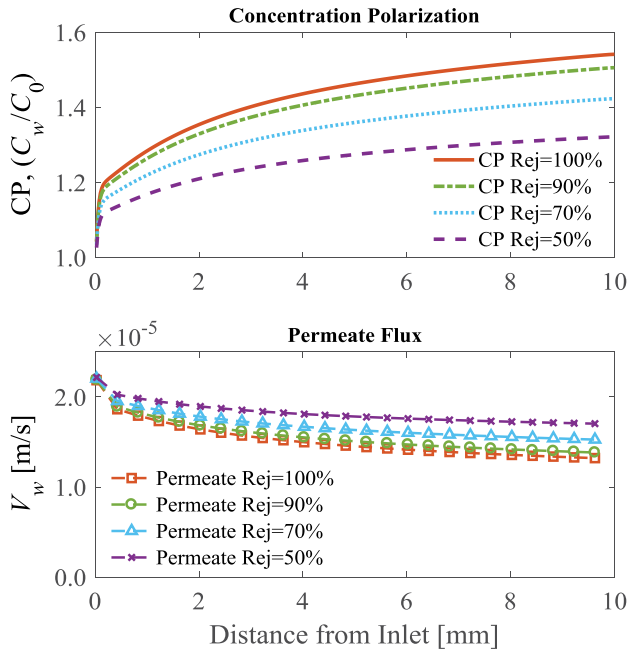 Concentration Polarization
1.6
1.4
1.2
1.0
CP, (C_w/C_0)
CP Rej=100%
CP Rej=90%
CP Rej=70%
CP Rej=50%
0 2 4 6 8 10
×10^-5
Permeate Flux
2.0
1.0
0.0
V_w [m/s]
Permeate Rej=100%
Permeate Rej=90%
Permeate Rej=70%
Permeate Rej=50%
0 2 4 6 8 10
Distance from Inlet [mm]